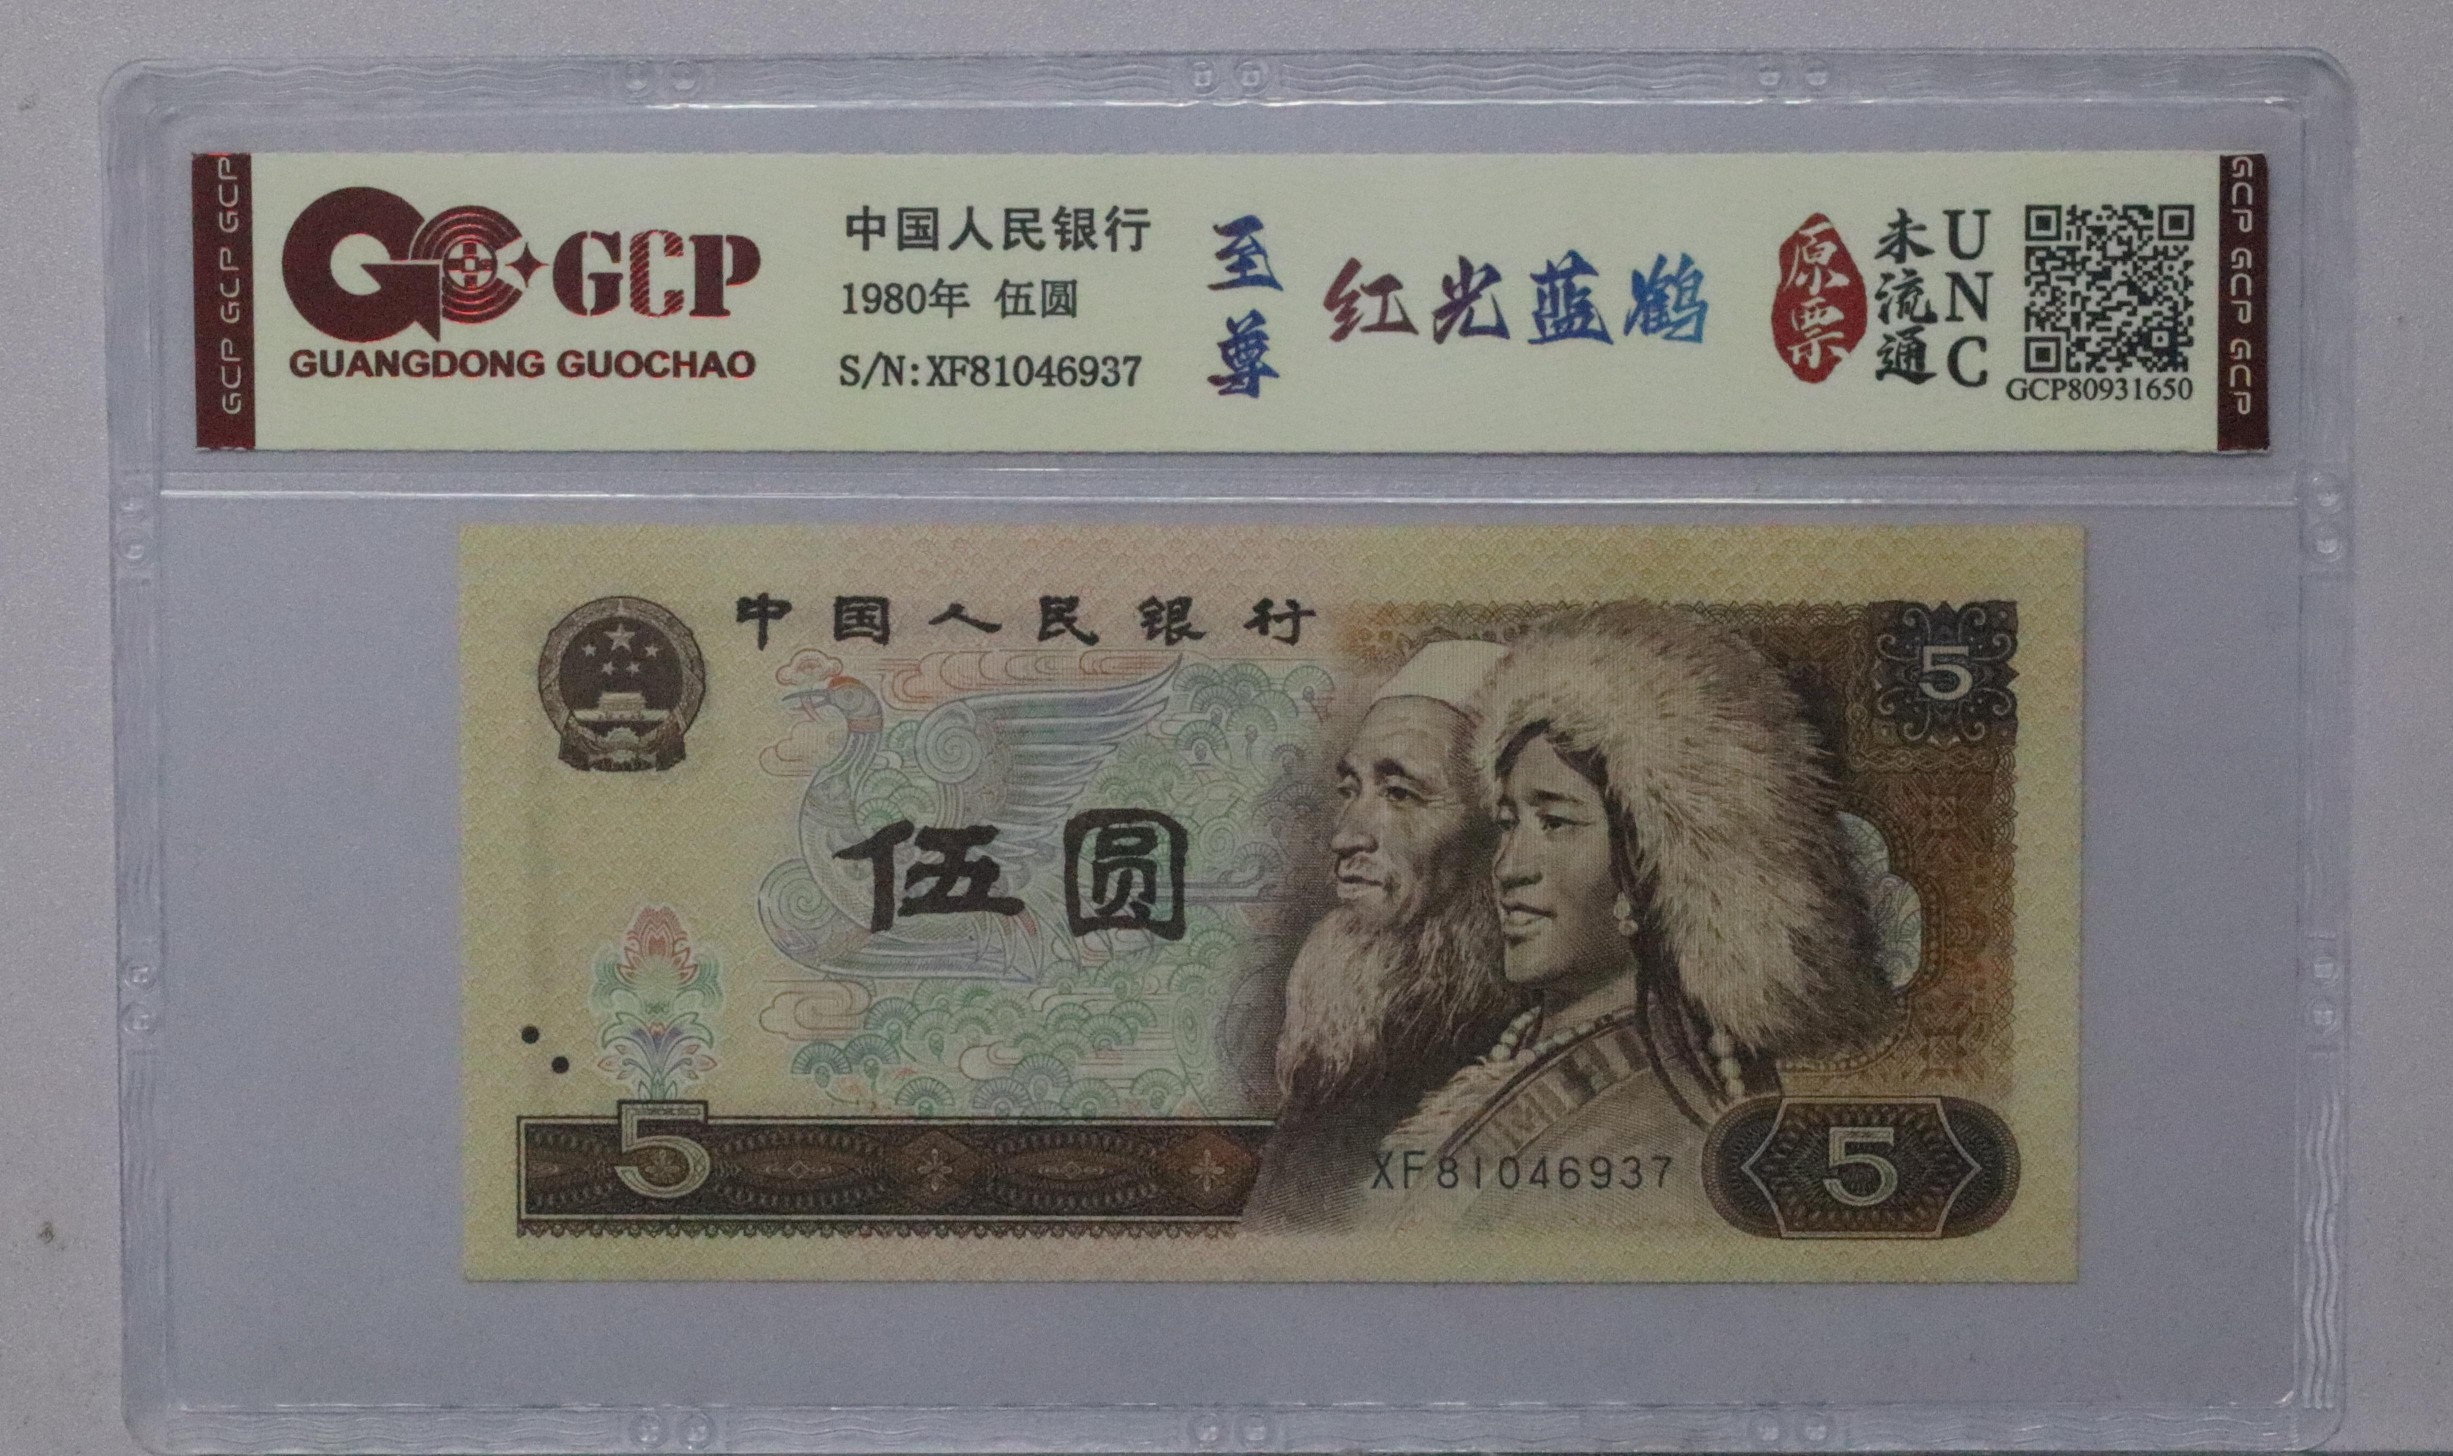 GCP GCP GCP
GCP
GUANGDONG GUOCHAO
中国人民银行
1980年 伍圆
S/N:XF81046937
至尊
红光蓝鹤
原票
未流通
UNC
GCP80931650
GCP GCP GCP
中国人民银行
5
伍圆
5
XF81046937
5